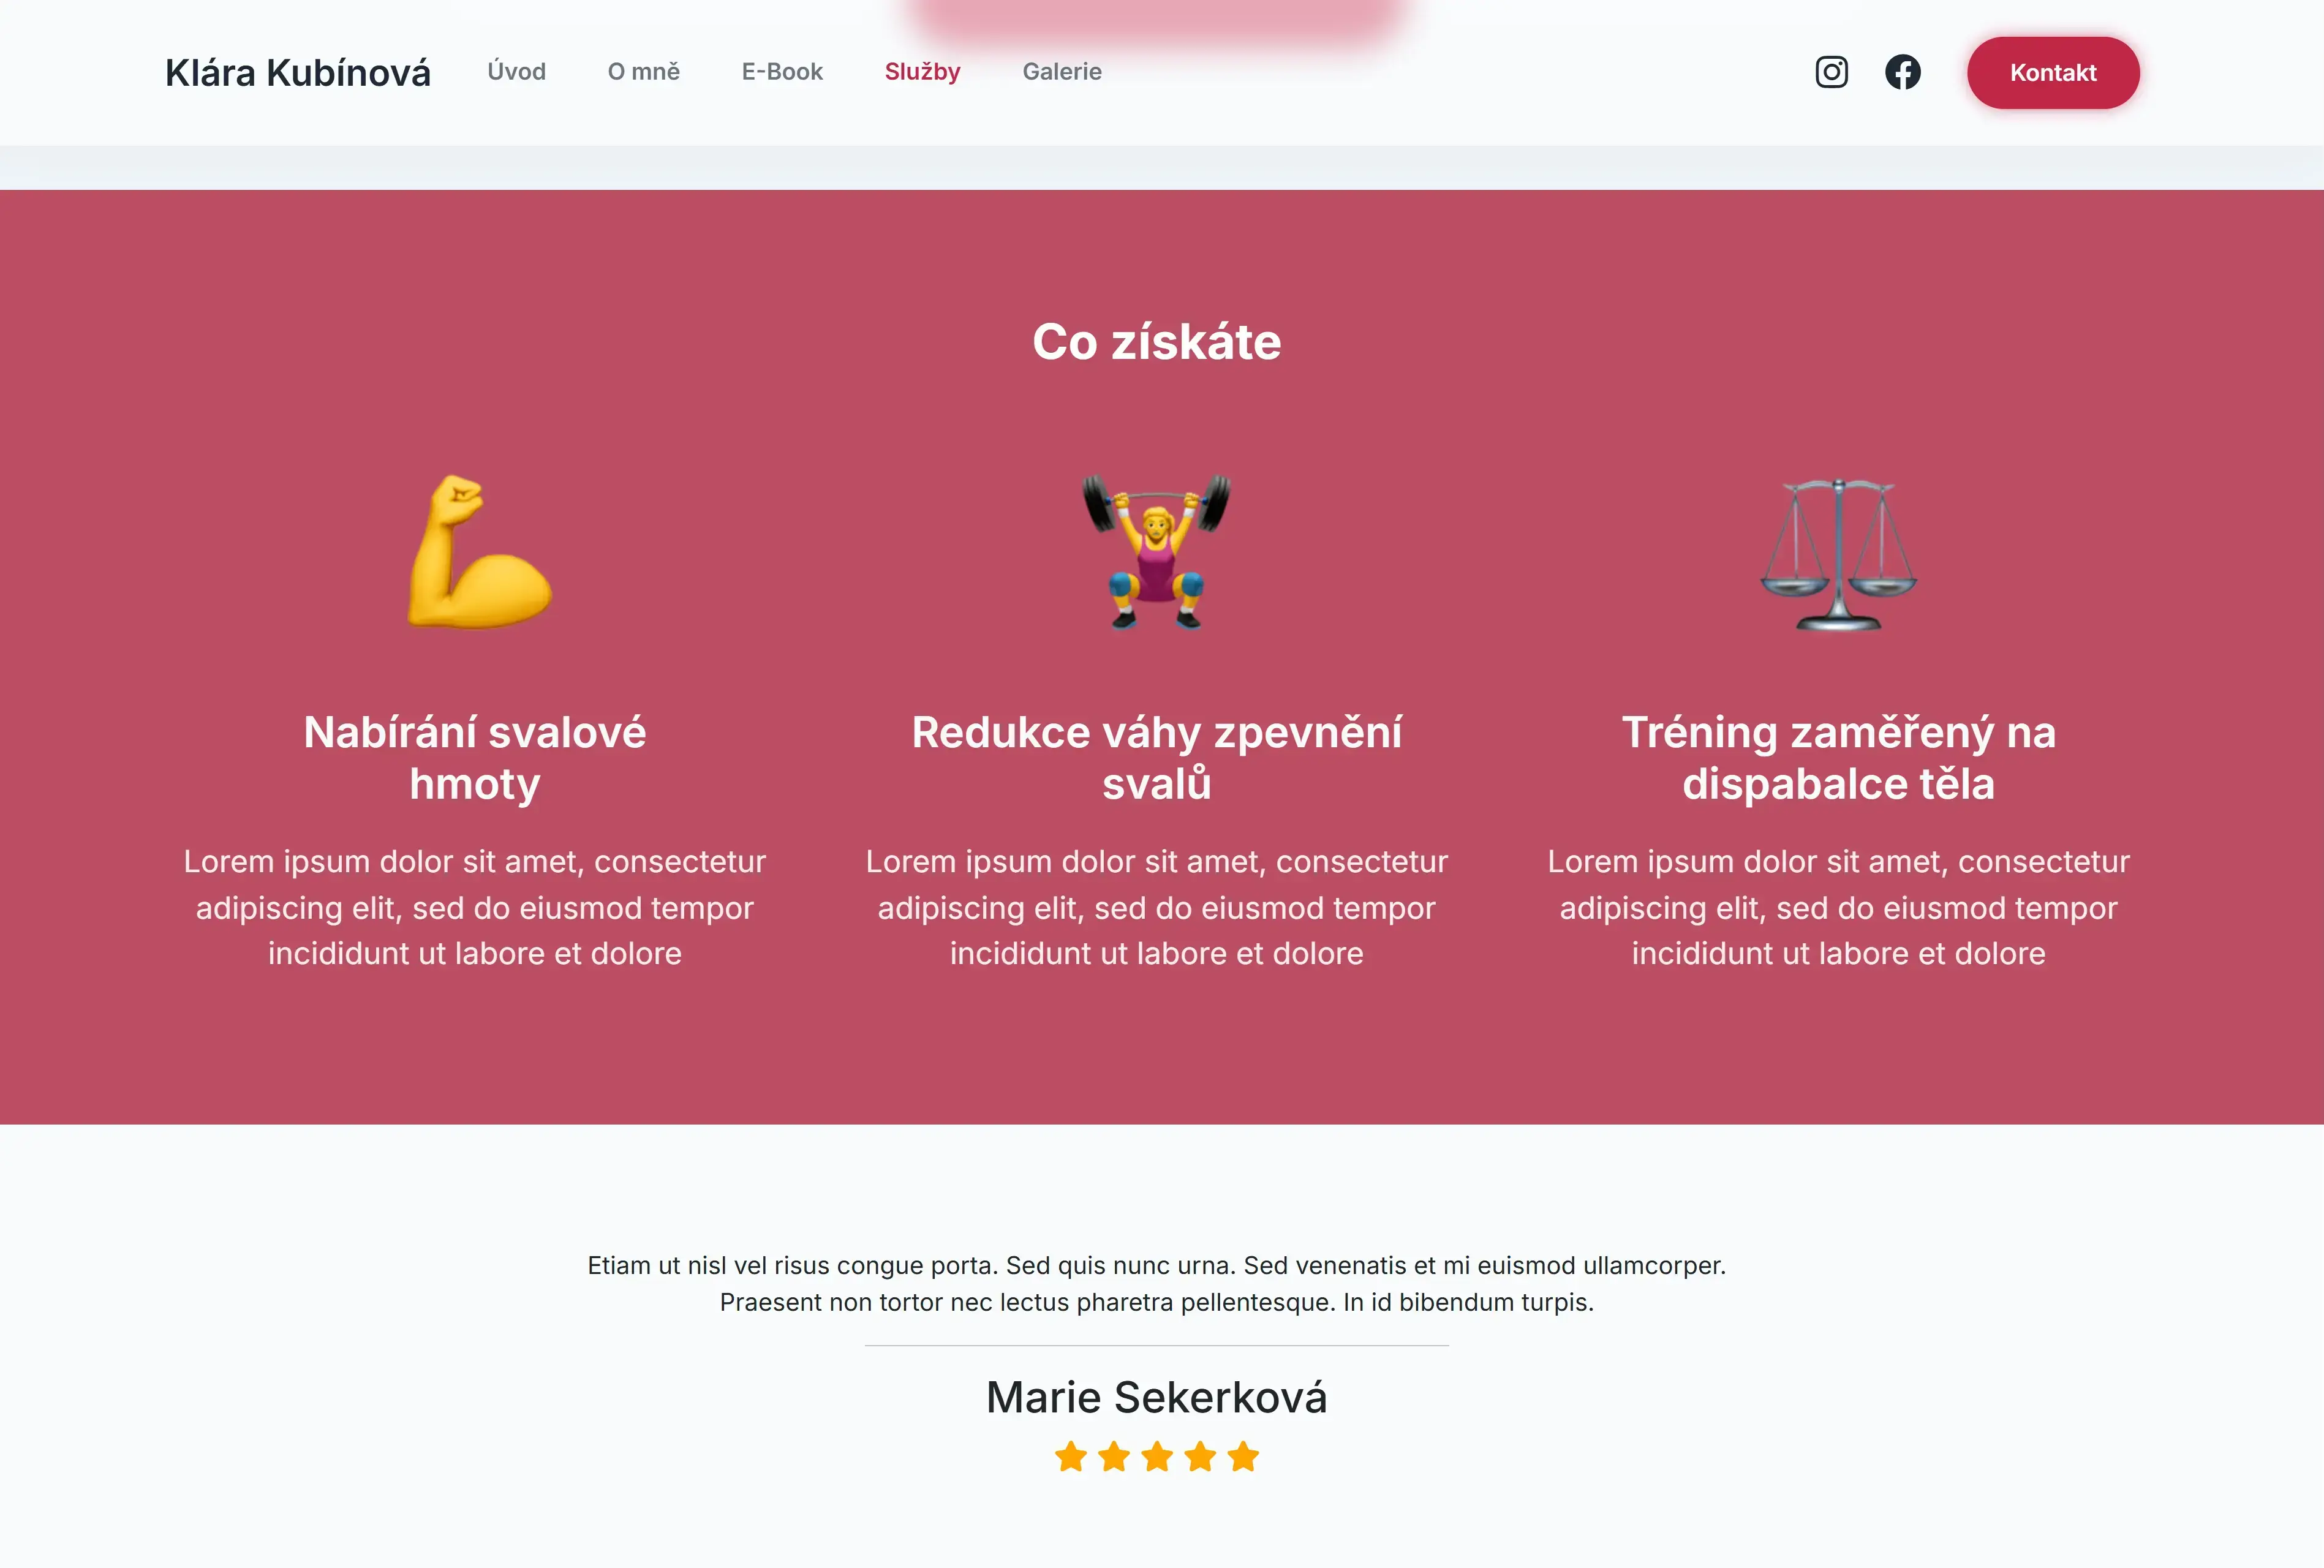 Klára Kubínová
Úvod
O mně
E-Book
Služby
Galerie
Kontakt
Co získáte
Nabírání svalové
hmoty
Lorem ipsum dolor sit amet, consectetur
adipiscing elit, sed do eiusmod tempor
incididunt ut labore et dolore
Redukce váhy zpevnění
svalů
Lorem ipsum dolor sit amet, consectetur
adipiscing elit, sed do eiusmod tempor
incididunt ut labore et dolore
Tréning zaměřený na
dispabalce těla
Lorem ipsum dolor sit amet, consectetur
adipiscing elit, sed do eiusmod tempor
incididunt ut labore et dolore
Etiam ut nisl vel risus congue porta. Sed quis nunc urna. Sed venenatis et mi euismod ullamcorper.
Praesent non tortor nec lectus pharetra pellentesque. In id bibendum turpis.
Marie Sekerková